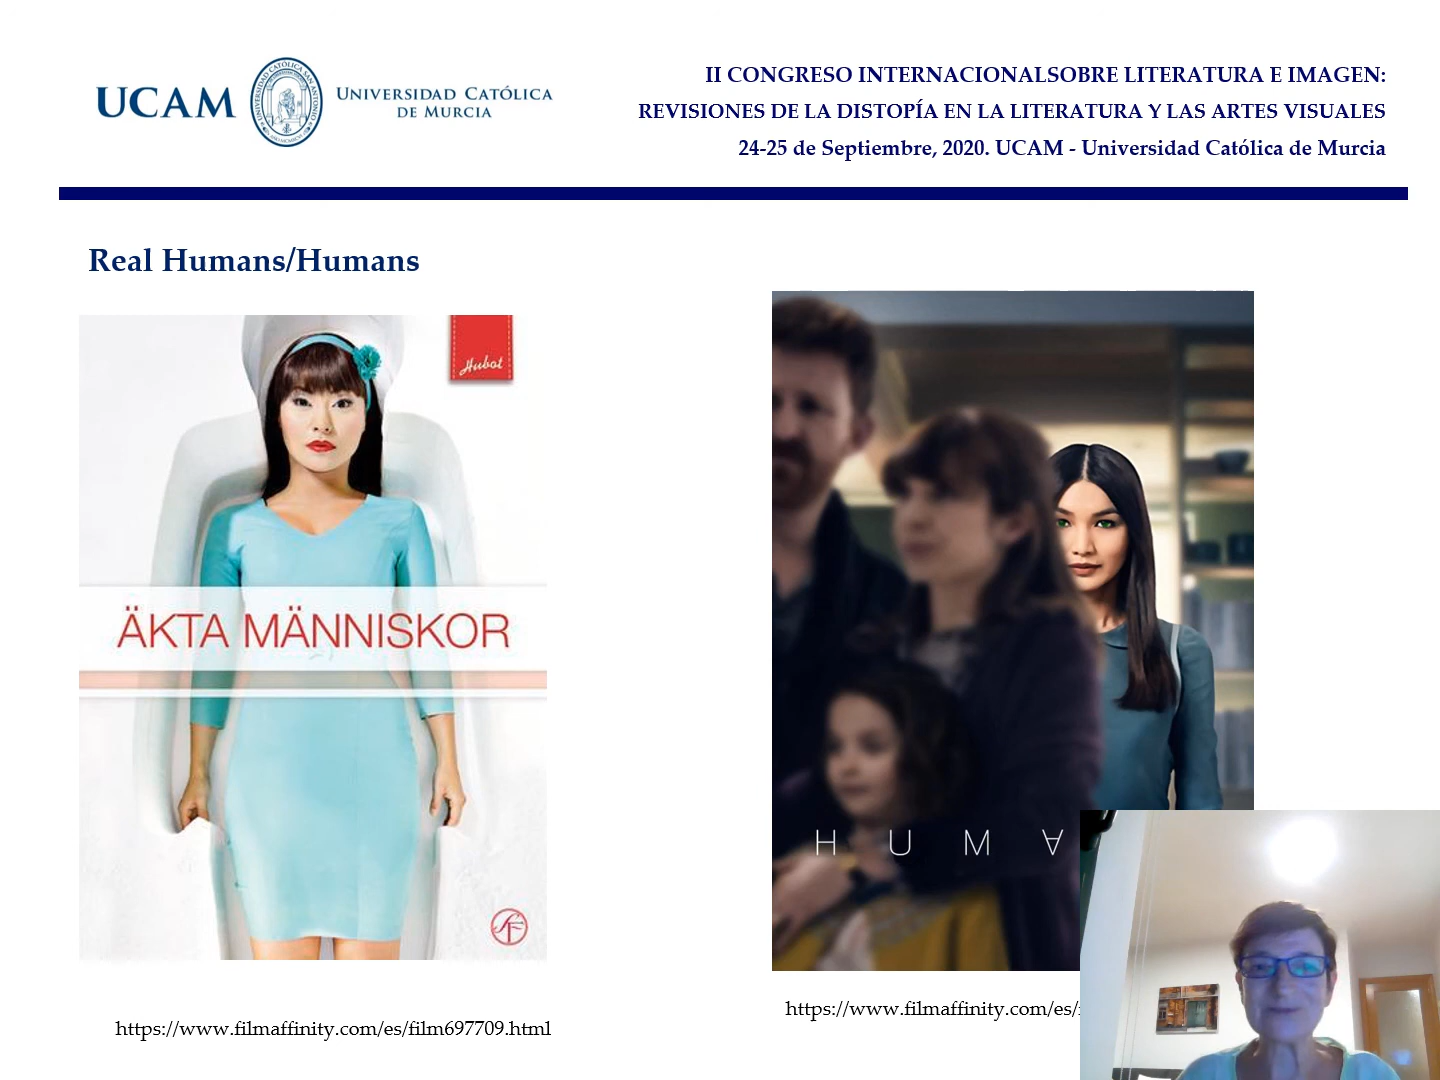 UCAM
UNIVERSIDAD CATÓLICA
DE MURCIA
II CONGRESO INTERNACIONALSOBRE LITERATURA E IMAGEN:
REVISIONES DE LA DISTOPÍA EN LA LITERATURA Y LAS ARTES VISUALES
24-25 de Septiembre, 2020. UCAM - Universidad Católica de Murcia
Real Humans/Humans
Hubot
ÄKTA MÄNNISKOR
SF
HUMA
https://www.filmaffinity.com/es/film697709.html
https://www.filmaffinity.com/es/